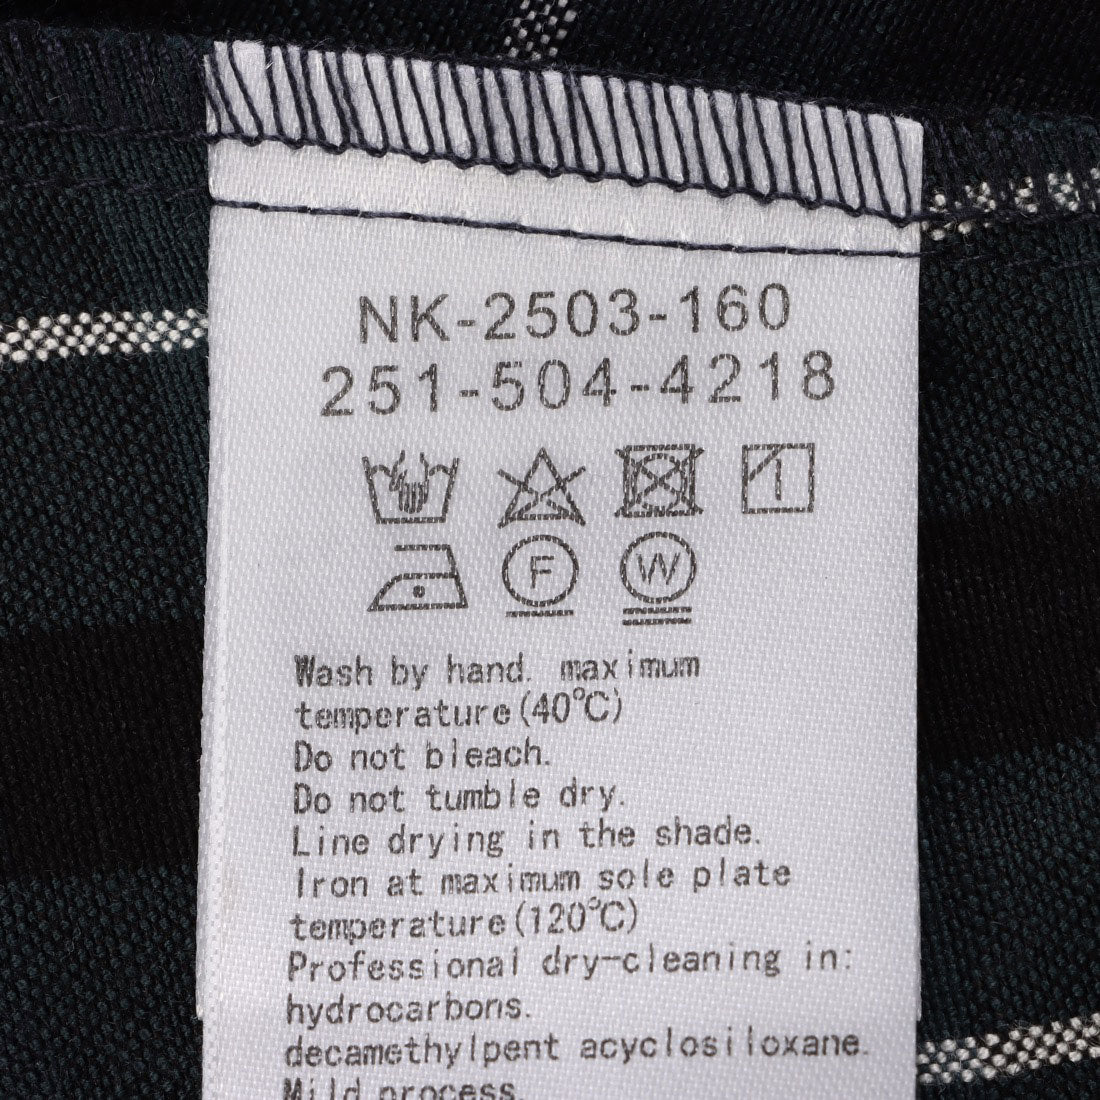 NK-2503-160
251-504-4218
F W
Wash by hand. maximum
temperature(40℃)
Do not bleach.
Do not tumble dry.
Line drying in the shade.
Iron at maximum sole plate
temperature(120℃)
Professional dry-cleaning in:
hydrocarbons.
decamethylpent acyclosiloxane.
Mild process.